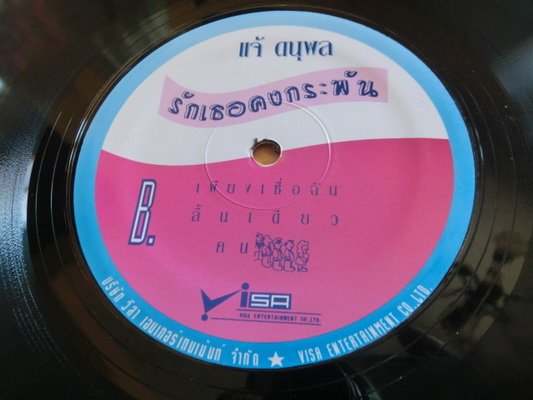 แจ้ ดนุพล
รักเธอคงกระพัน
B.
เพียงเชื่อฉัน
ลิ้นเดียว
คน
VISA
VISA ENTERTAINMENT CO.,LTD.
บริษัท วีซ่า เอนเทอร์เทนเม้นท์ จำกัด ★ VISA ENTERTAINMENT CO.,LTD.